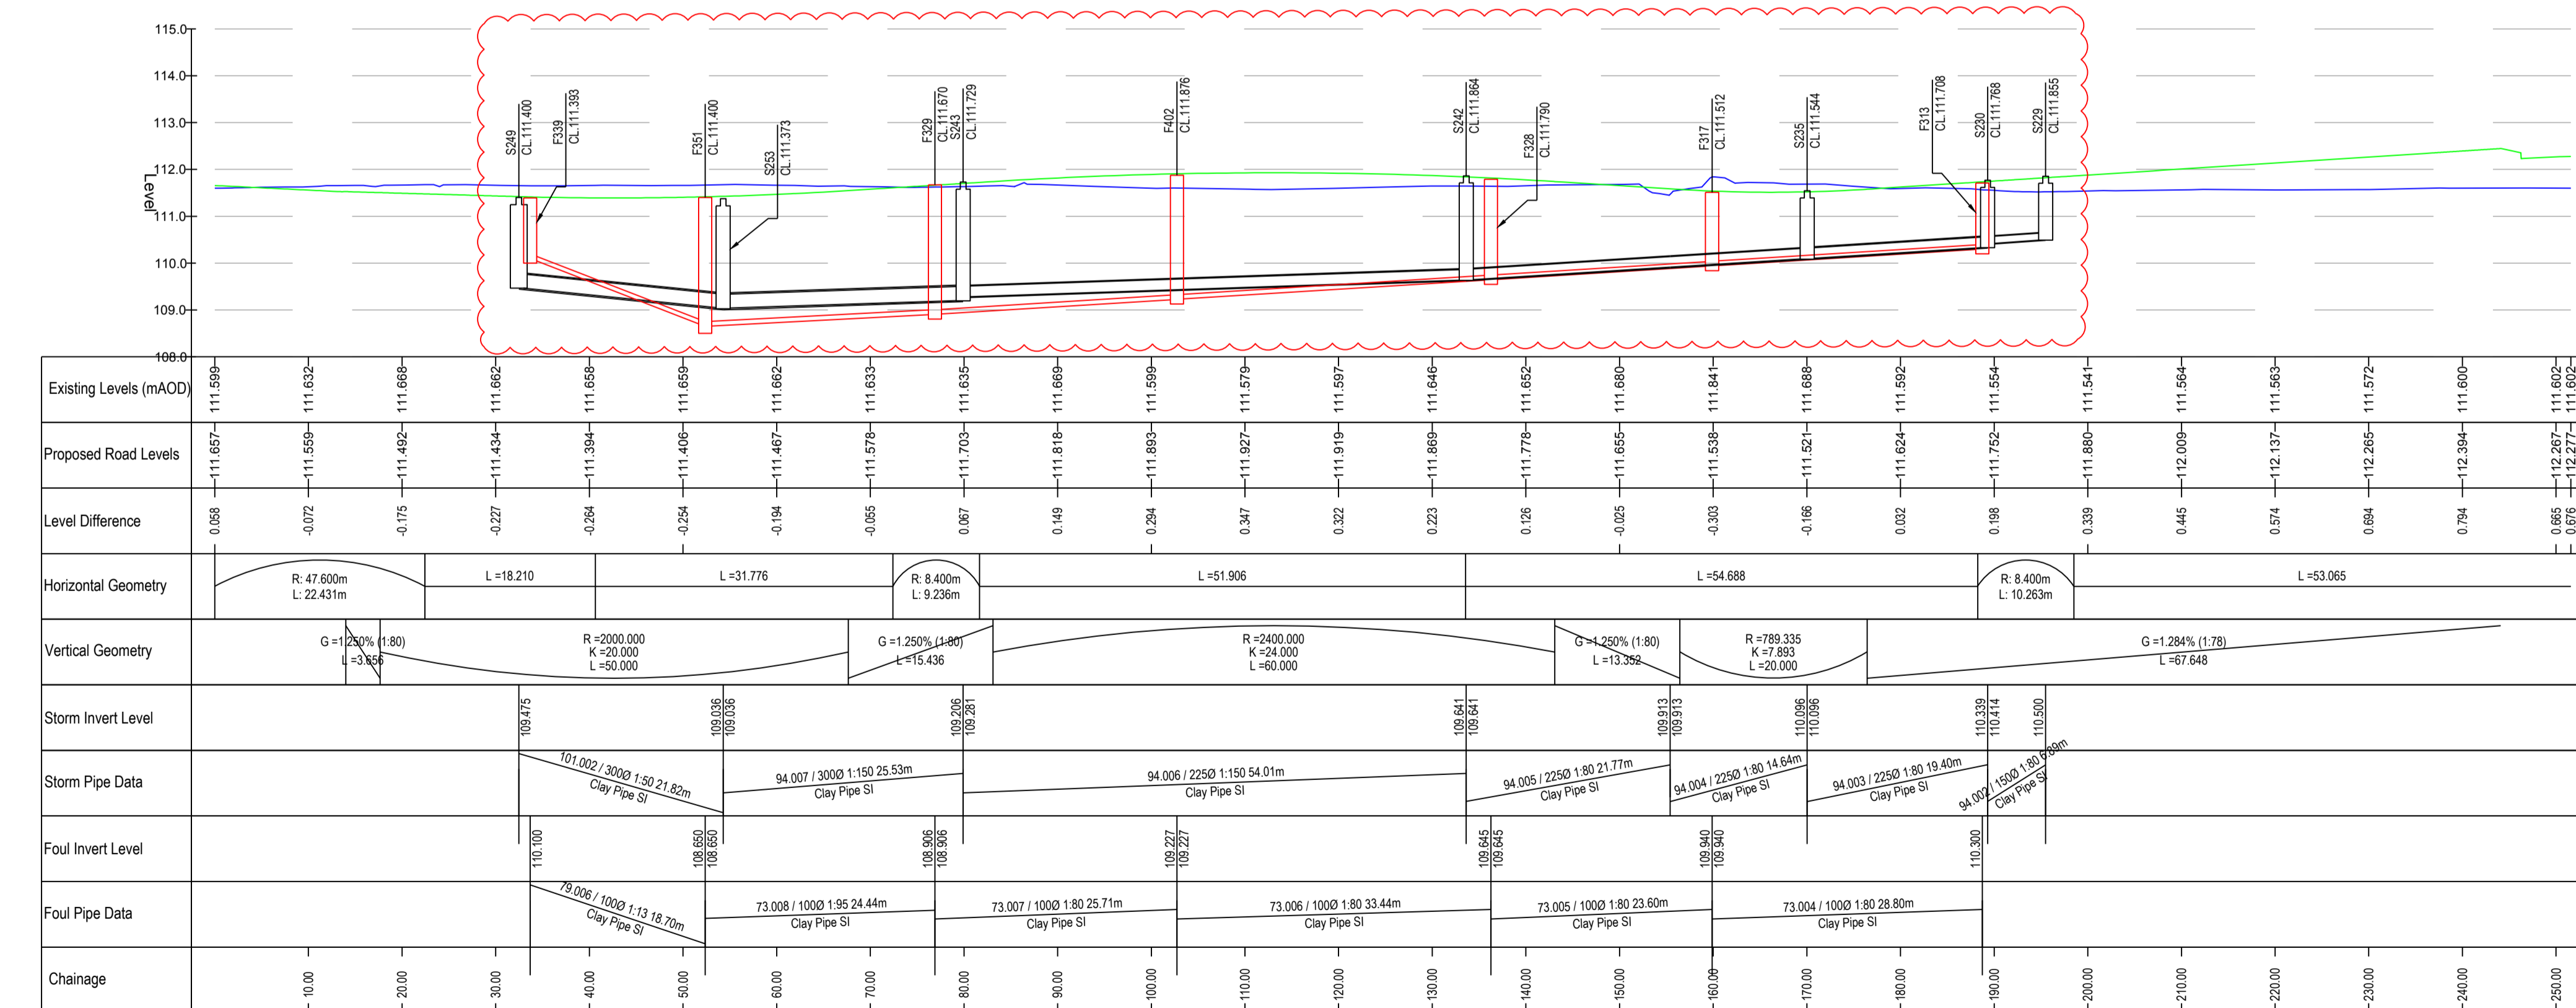 115.0
114.0
113.0
112.0
111.0
110.0
109.0
108.0
Level
S249
CL.111.400
F339
CL.111.393
F351
CL.111.400
S253
CL.111.373
F329
CL.111.670
S243
CL.111.729
F402
CL.111.876
S242
CL.111.864
F328
CL.111.790
F317
CL.111.512
S235
CL.111.544
F313
CL.111.708
S230
CL.111.768
S229
CL.111.855
Existing Levels (mAOD)
111.599 111.632 111.668 111.662 111.658 111.659 111.662 111.633 111.635 111.669 111.599 111.579 111.597 111.646 111.652 111.680 111.841 111.688 111.592 111.554 111.541 111.564 111.563 111.572 111.600 111.602 111.602
Proposed Road Levels
111.657 111.559 111.492 111.434 111.394 111.406 111.467 111.578 111.703 111.818 111.893 111.927 111.919 111.869 111.778 111.655 111.538 111.521 111.624 111.752 111.880 112.009 112.137 112.265 112.394 112.267 112.277
Level Difference
0.058 -0.072 -0.175 -0.227 -0.264 -0.254 -0.194 -0.055 0.067 0.149 0.294 0.347 0.322 0.223 0.126 -0.025 -0.303 -0.166 0.032 0.198 0.339 0.445 0.574 0.694 0.794 0.665 0.676
Horizontal Geometry
R: 47.600m
L: 22.431m
L =18.210
L =31.776
R: 8.400m
L: 9.236m
L =51.906
L =54.688
R: 8.400m
L: 10.263m
L =53.065
Vertical Geometry
G =1.250% (1:80)
L =3.656
R =2000.000
K =20.000
L =50.000
G =1.250% (1:80)
L =15.436
R =2400.000
K =24.000
L =60.000
G =1.250% (1:80)
L =13.352
R =789.335
K =7.893
L =20.000
G =1.284% (1:78)
L =67.648
Storm Invert Level
109.475 109.036 109.036 109.206 109.281 109.641 109.641 109.913 109.913 110.096 110.096 110.339 110.414 110.500
Storm Pipe Data
101.002 / 300Ø 1:50 21.82m
Clay Pipe SI
94.007 / 300Ø 1:150 25.53m
Clay Pipe SI
94.006 / 225Ø 1:150 54.01m
Clay Pipe SI
94.005 / 225Ø 1:80 21.77m
Clay Pipe SI
94.004 / 225Ø 1:80 14.64m
Clay Pipe SI
94.003 / 225Ø 1:80 19.40m
Clay Pipe SI
94.002 / 150Ø 1:80 6.89m
Clay Pipe SI
Foul Invert Level
110.100 108.650 108.650 108.906 108.906 109.227 109.227 109.645 109.645 109.940 109.940 110.300
Foul Pipe Data
79.006 / 100Ø 1:13 18.70m
Clay Pipe SI
73.008 / 100Ø 1:95 24.44m
Clay Pipe SI
73.007 / 100Ø 1:80 25.71m
Clay Pipe SI
73.006 / 100Ø 1:80 33.44m
Clay Pipe SI
73.005 / 100Ø 1:80 23.60m
Clay Pipe SI
73.004 / 100Ø 1:80 28.80m
Clay Pipe SI
Chainage
10.00 20.00 30.00 40.00 50.00 60.00 70.00 80.00 90.00 100.00 110.00 120.00 130.00 140.00 150.00 160.00 170.00 180.00 190.00 200.00 210.00 220.00 230.00 240.00 250.00